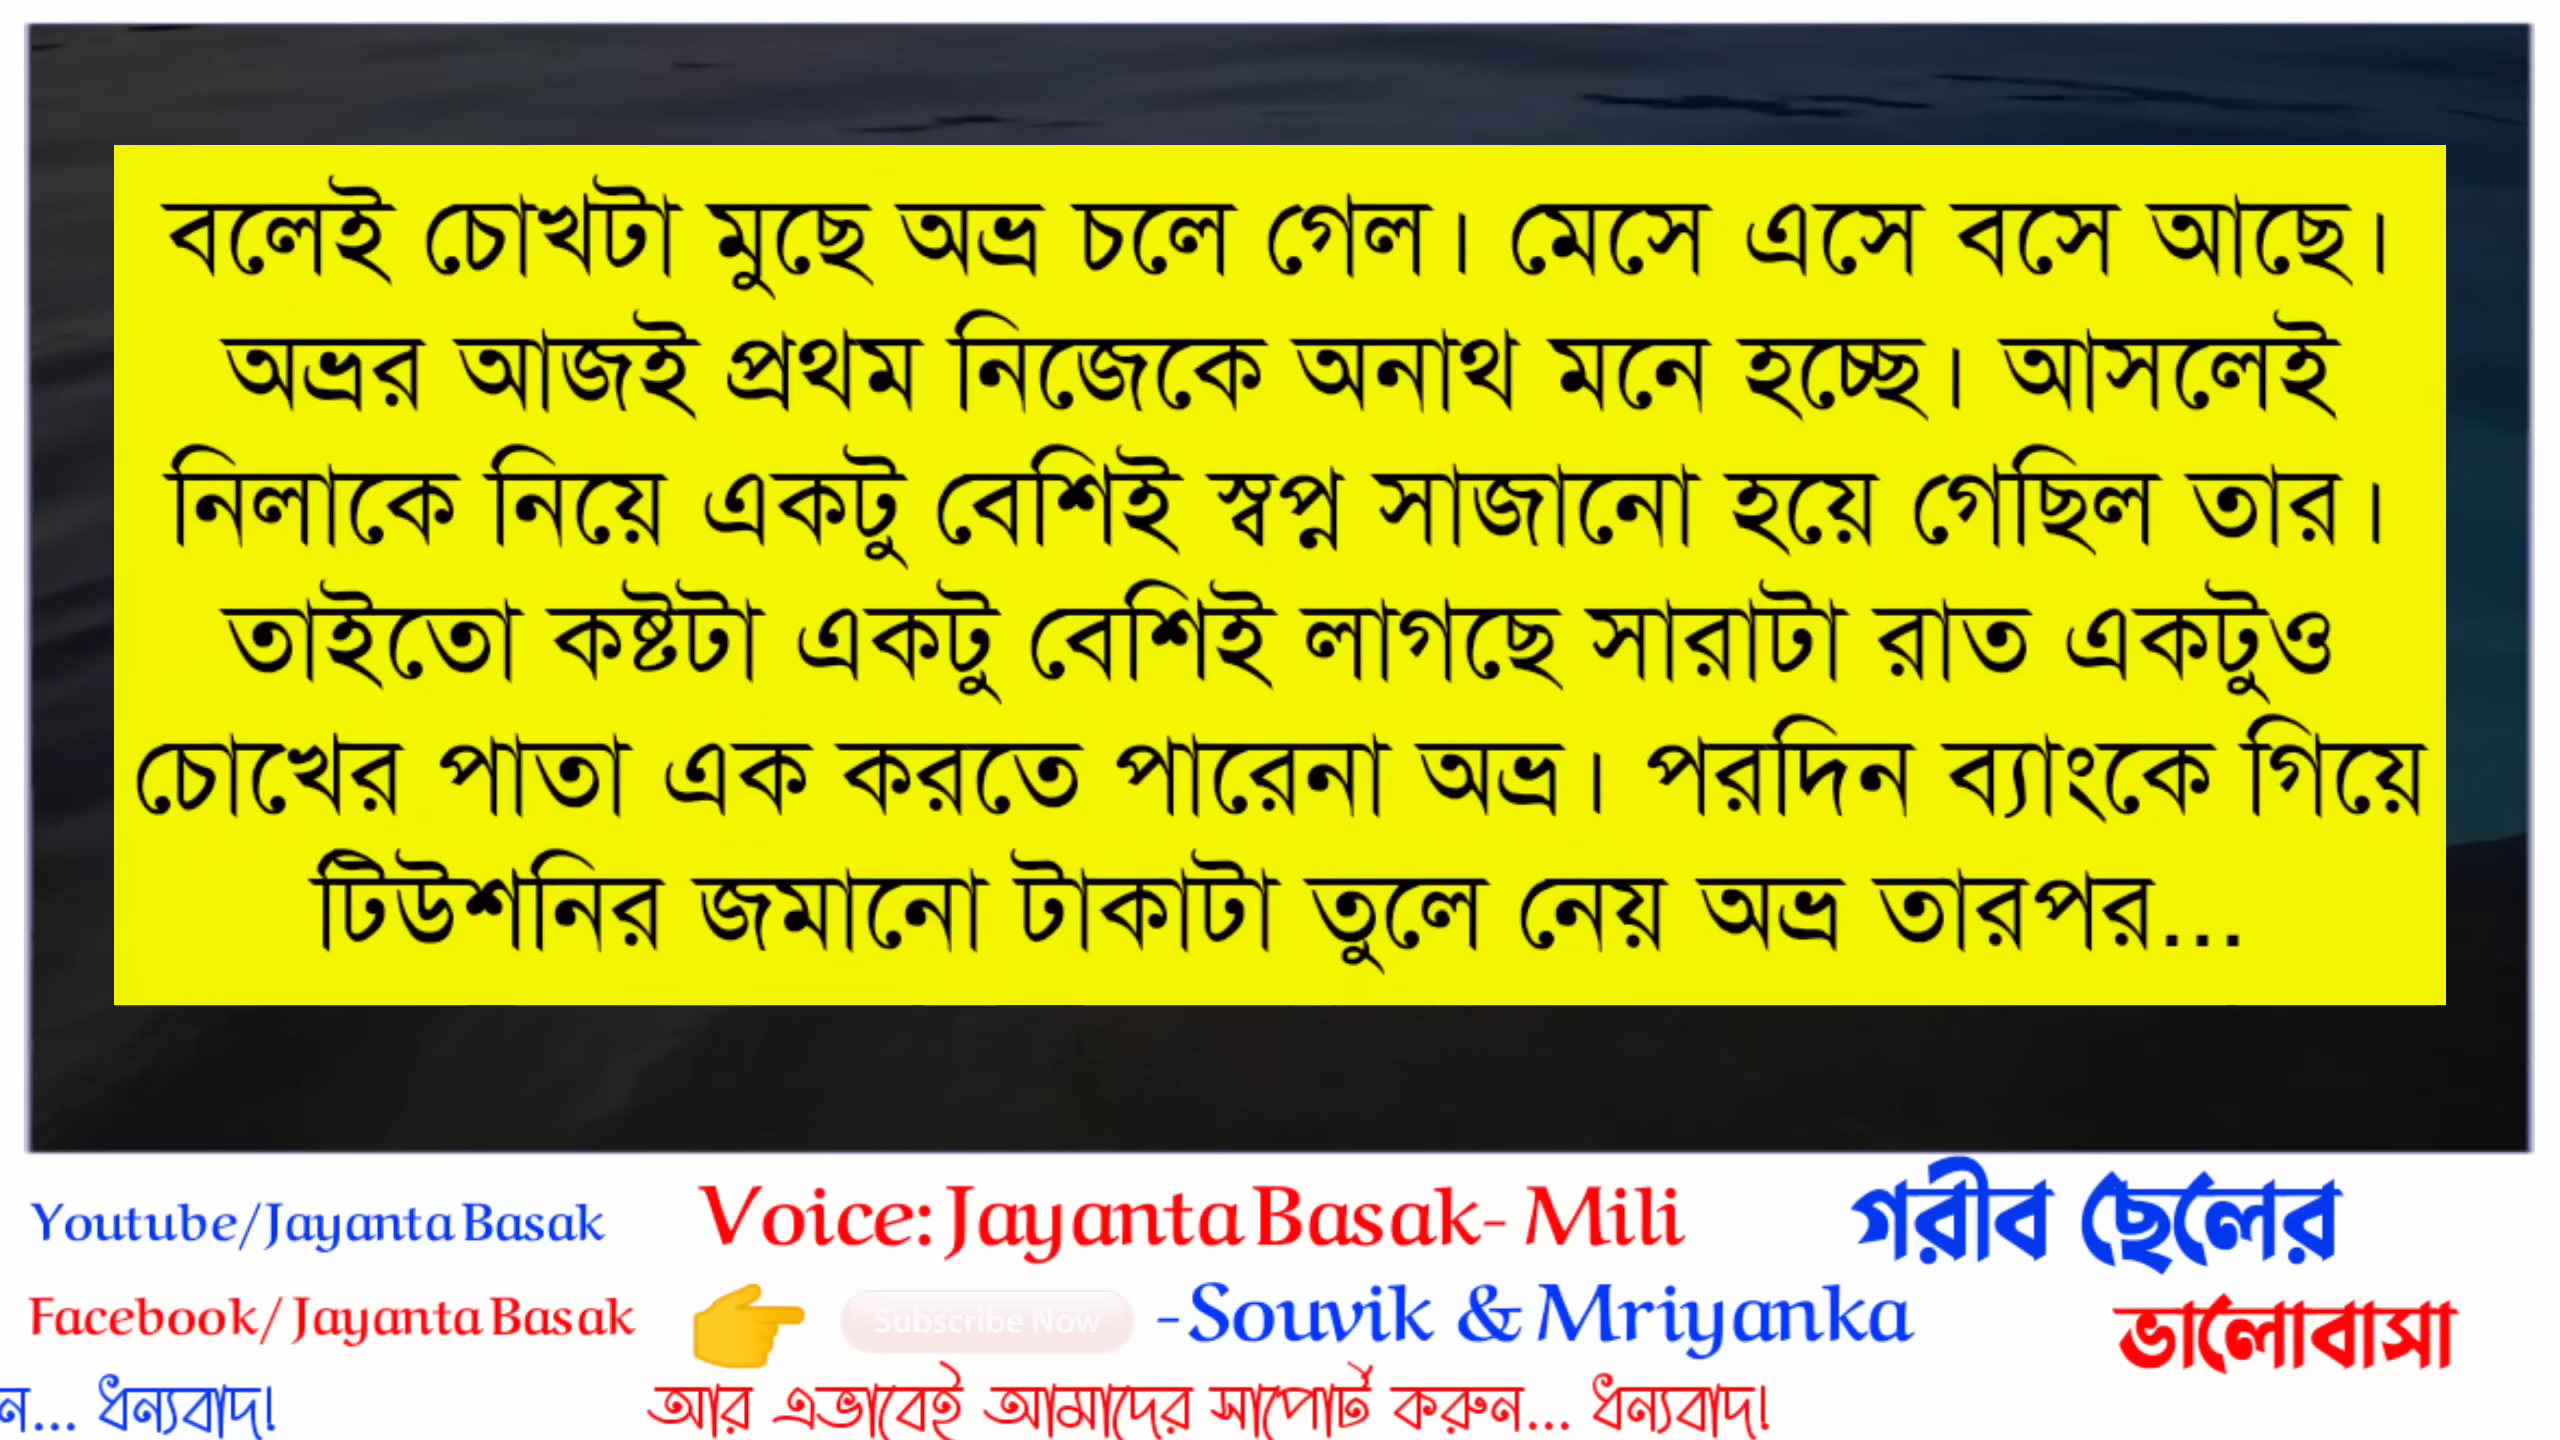 বলেই চোখটা মুছে অভ্র চলে গেল। মেসে এসে বসে আছে।
অভ্রর আজই প্রথম নিজেকে অনাথ মনে হচ্ছে। আসলেই
নিলাকে নিয়ে একটু বেশিই স্বপ্ন সাজানো হয়ে গেছিল তার।
তাইতো কষ্টটা একটু বেশিই লাগছে সারাটা রাত একটুও
চোখের পাতা এক করতে পারেনা অভ্র। পরদিন ব্যাংকে গিয়ে
টিউশনির জমানো টাকাটা তুলে নেয় অভ্র তারপর...
Youtube/Jayanta Basak
Voice: Jayanta Basak- Mili
গরীব ছেলের
Facebook/ Jayanta Basak
Subscribe Now
-Souvik & Mriyanka
ভালোবাসা
ন... ধন্যবাদ! আর এভাবেই আমাদের সাপোর্ট করুন... ধন্যবাদ!